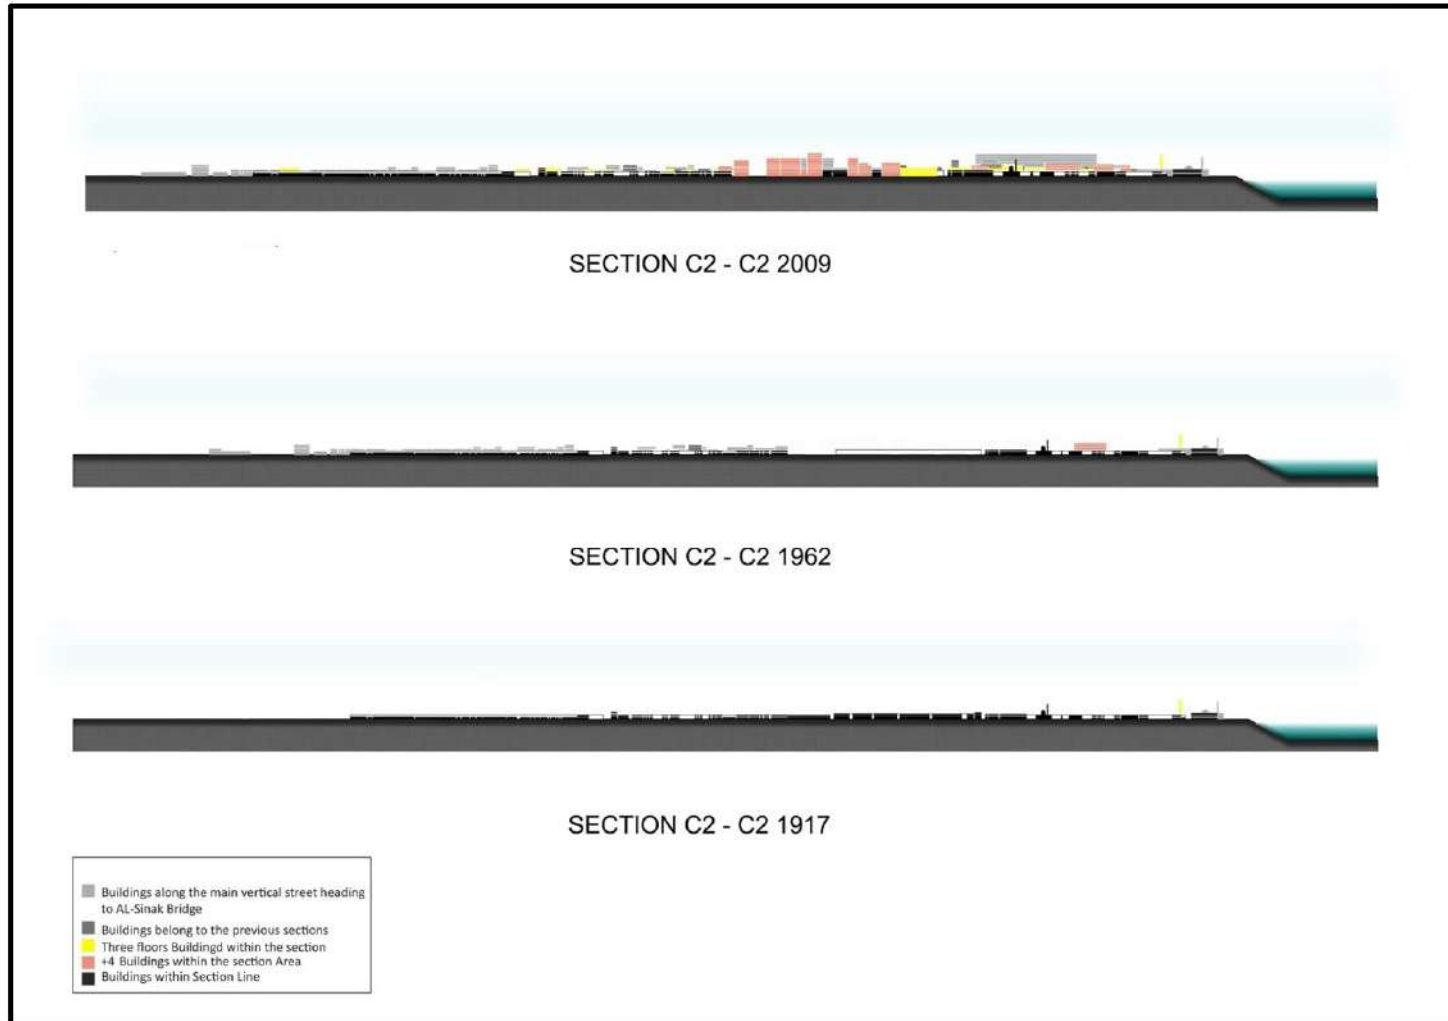 SECTION C2 - C2 2009
SECTION C2 - C2 1962
SECTION C2 - C2 1917
Buildings along the main vertical street heading
to AL-Sinak Bridge
Buildings belong to the previous sections
Three floors Buildingd within the section
+4 Buildings within the section Area
Buildings within Section Line